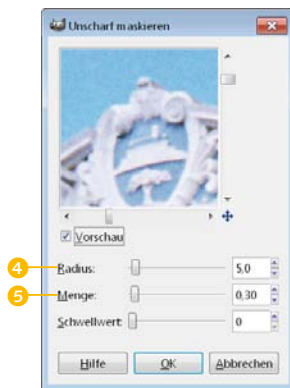 Unscharf maskieren
Vorschau
4 Radius: 5,0
5 Menge: 0,30
Schwellwert: 0
Hilfe OK Abbrechen